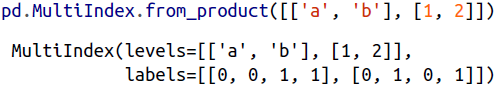 pd.MultiIndex.from_product([['a', 'b'], [1, 2]])
MultiIndex(levels=[['a', 'b'], [1, 2]],
labels=[[0, 0, 1, 1], [0, 1, 0, 1]])